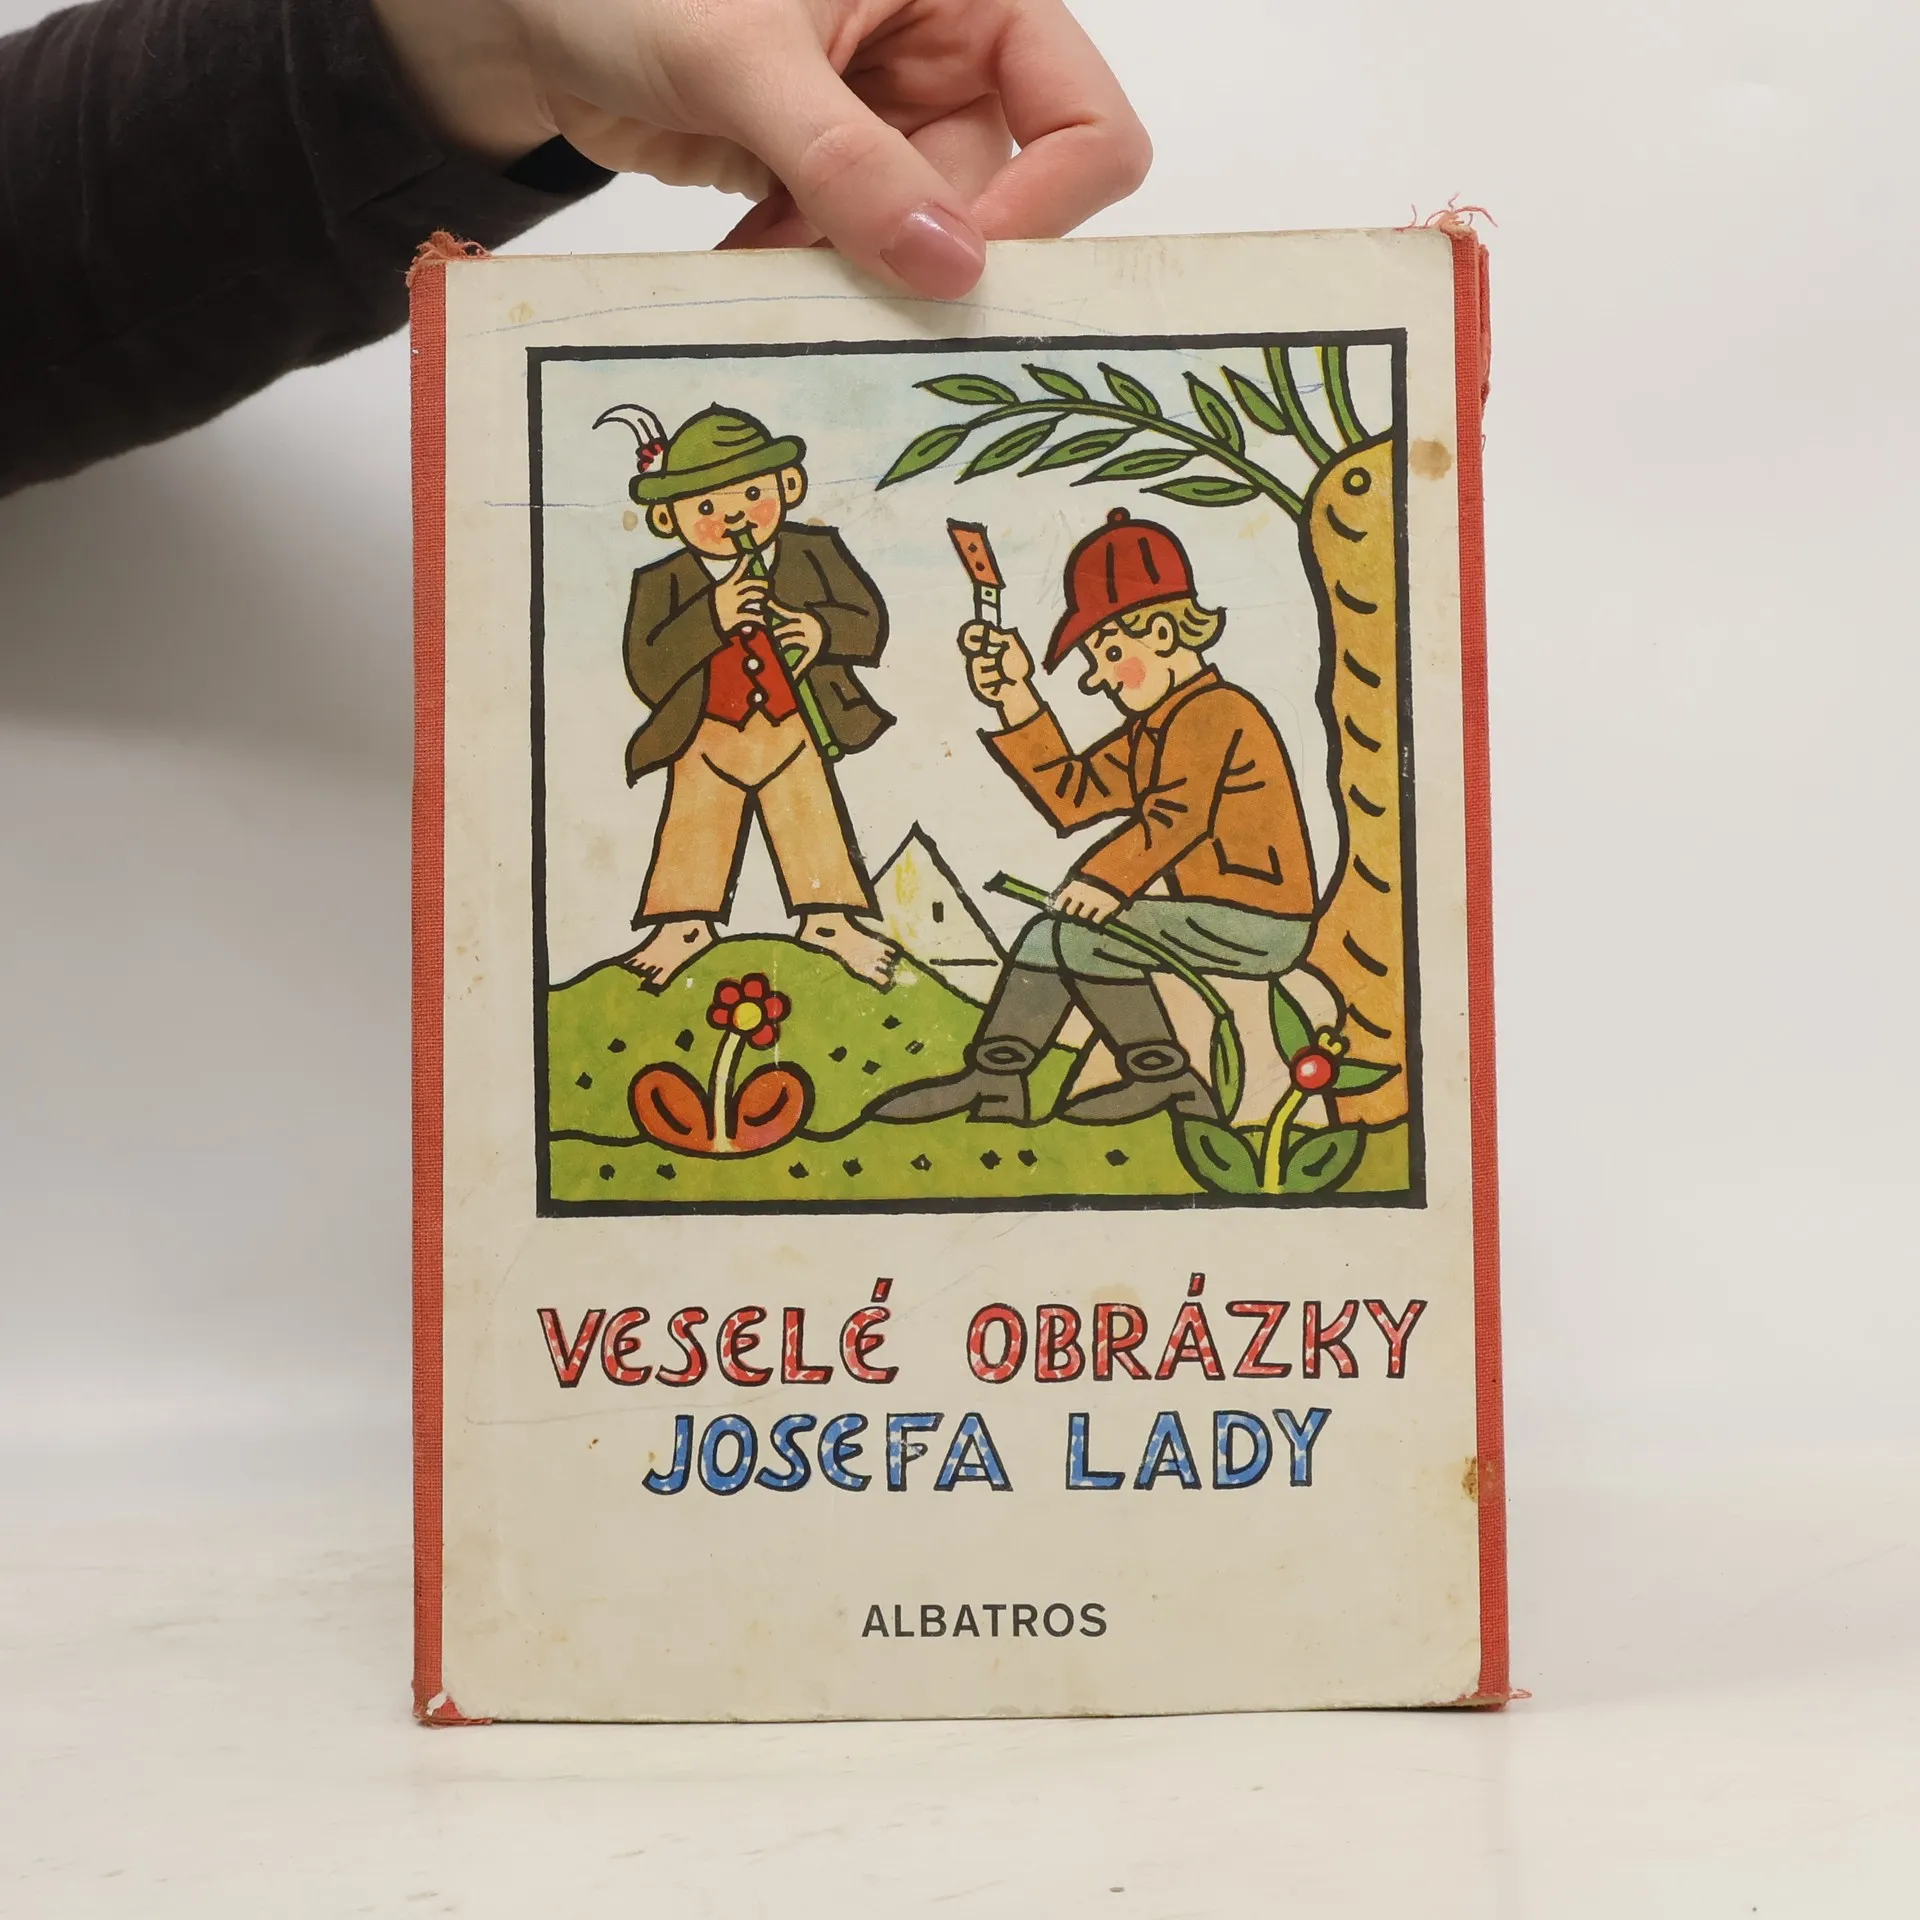 VESELÉ OBRÁZKY
JOSEFA LADY
ALBATROS